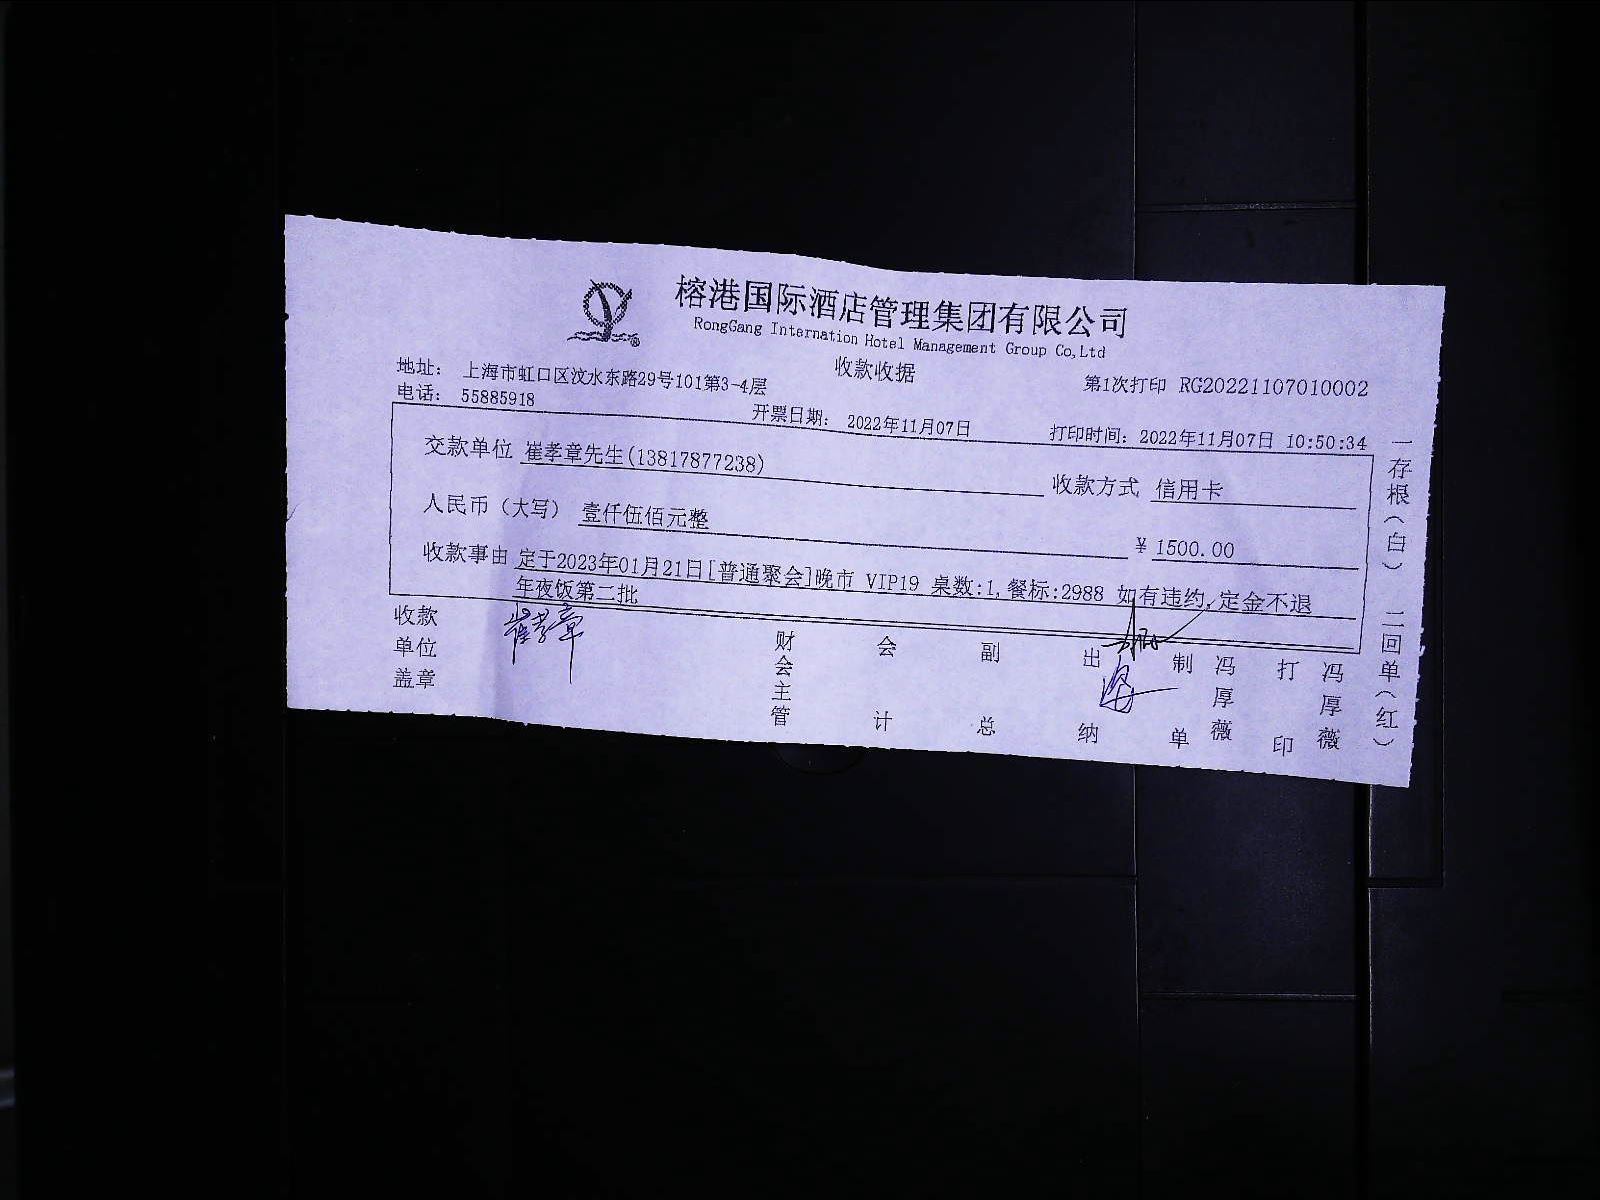 榕港国际酒店管理集团有限公司
RongGang Internation Hotel Management Group Co,Ltd
收款收据
地址： 上海市虹口区汶水东路29号101第3-4层
第1次打印 RG20221107010002
电话： 55885918
开票日期： 2022年11月07日
打印时间：2022年11月07日 10:50:34
交款单位 崔孝章先生(13817877238)
收款方式 信用卡
人民币（大写） 壹仟伍佰元整
¥ 1500.00
收款事由 定于2023年01月21日[普通聚会]晚市 VIP19 桌数:1,餐标:2988 如有违约,定金不退
年夜饭第二批
收款单位盖章
崔孝章
财会主管
会计
副总
出纳
制单
冯厚薇
打印
冯厚薇
一存根（白） 二回单（红）